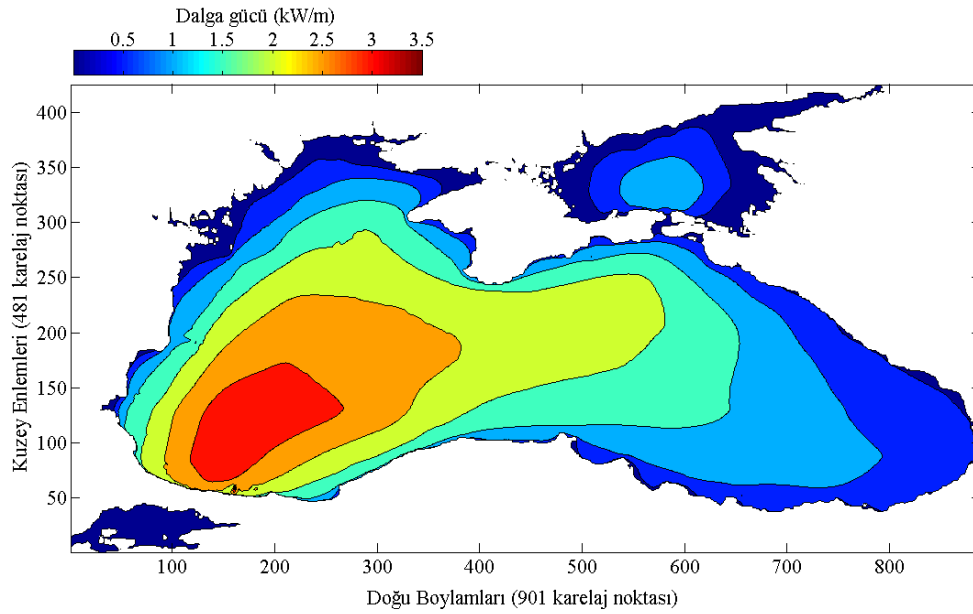 Dalga gücü (kW/m)
0.5 1 1.5 2 2.5 3 3.5
400
350
300
250
200
150
100
50
Kuzey Enlemleri (481 karelaj noktası)
100 200 300 400 500 600 700 800
Doğu Boylamları (901 karelaj noktası)